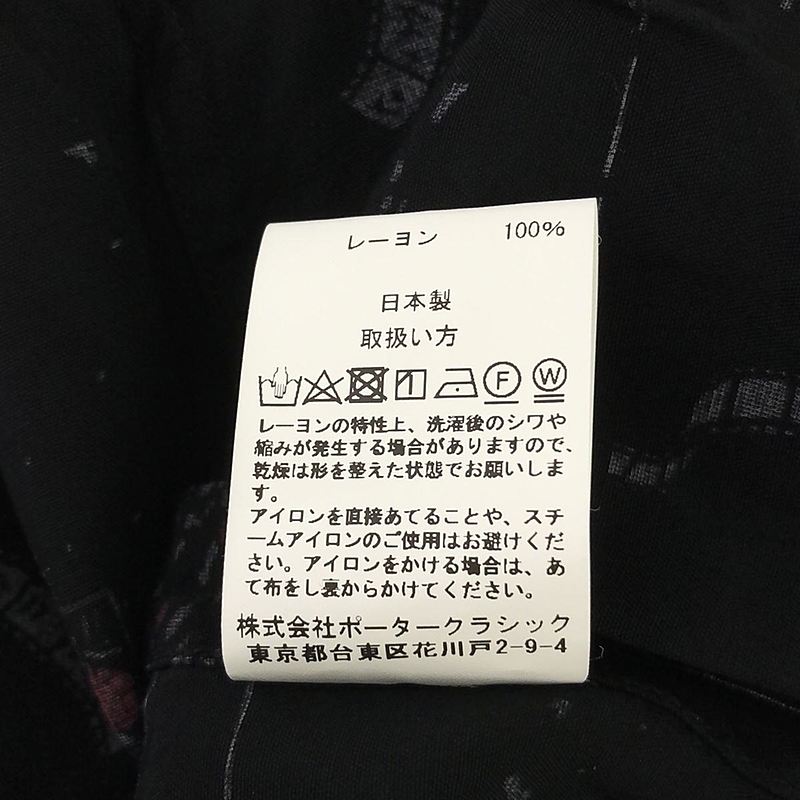 レーヨン 100%
日本製
取扱い方
F W
レーヨンの特性上、洗濯後のシワや
縮みが発生する場合がありますので、
乾燥は形を整えた状態でお願いしま
す。
アイロンを直接あてることや、スチ
ームアイロンのご使用はお避けくだ
さい。アイロンをかける場合は、あ
て布をし裏からかけてください。
株式会社ポータークラシック
東京都台東区花川戸2-9-4